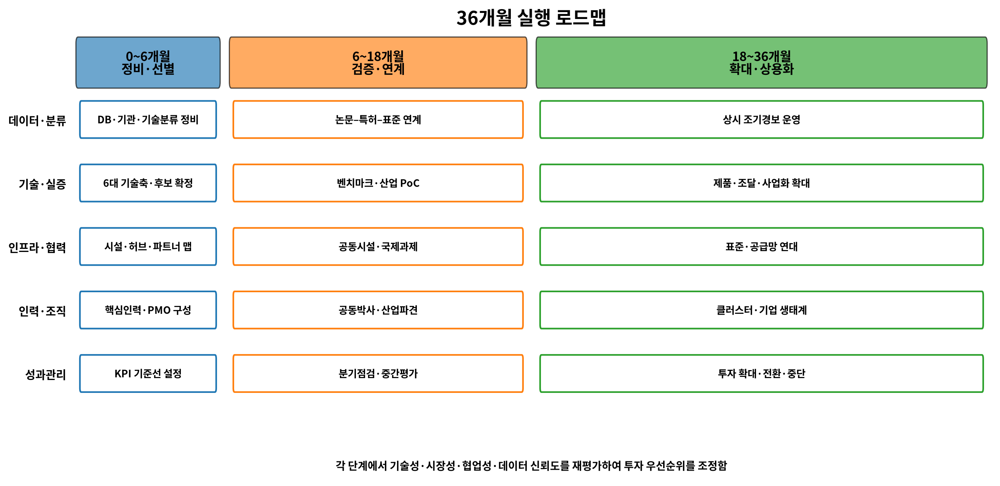 36개월 실행 로드맵
0~6개월
정비·선별
6~18개월
검증·연계
18~36개월
확대·상용화
데이터·분류
DB·기관·기술분류 정비
논문–특허–표준 연계
상시 조기경보 운영
기술·실증
6대 기술축·후보 확정
벤치마크·산업 PoC
제품·조달·사업화 확대
인프라·협력
시설·허브·파트너 맵
공동시설·국제과제
표준·공급망 연대
인력·조직
핵심인력·PMO 구성
공동박사·산업파견
클러스터·기업 생태계
성과관리
KPI 기준선 설정
분기점검·중간평가
투자 확대·전환·중단
각 단계에서 기술성·시장성·협업성·데이터 신뢰도를 재평가하여 투자 우선순위를 조정함